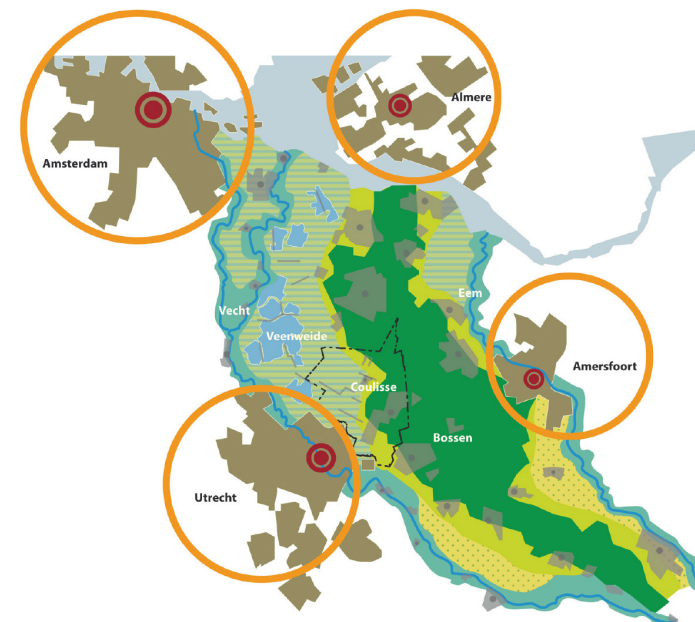 Almere
Amsterdam
Eem
Vecht
Veenweide
Amersfoort
Coulisse
Bossen
Utrecht